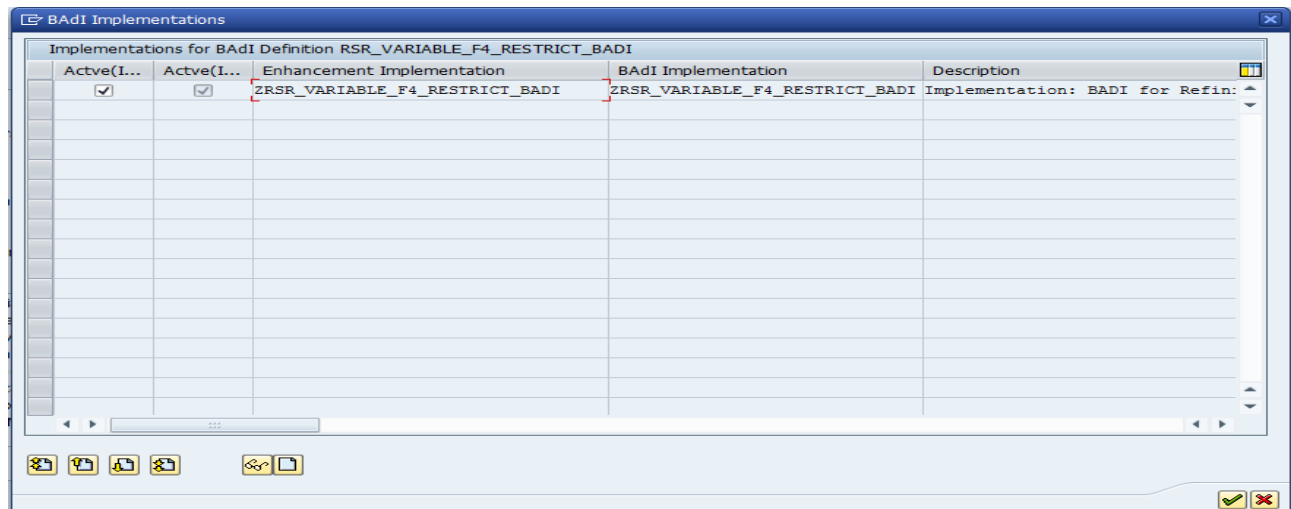 BAdI Implementations
Implementations for BAdI Definition RSR_VARIABLE_F4_RESTRICT_BADI
Actve(I... Actve(I... Enhancement Implementation BAdI Implementation Description
ZRSR_VARIABLE_F4_RESTRICT_BADI ZRSR_VARIABLE_F4_RESTRICT_BADI Implementation: BADI for Refin: